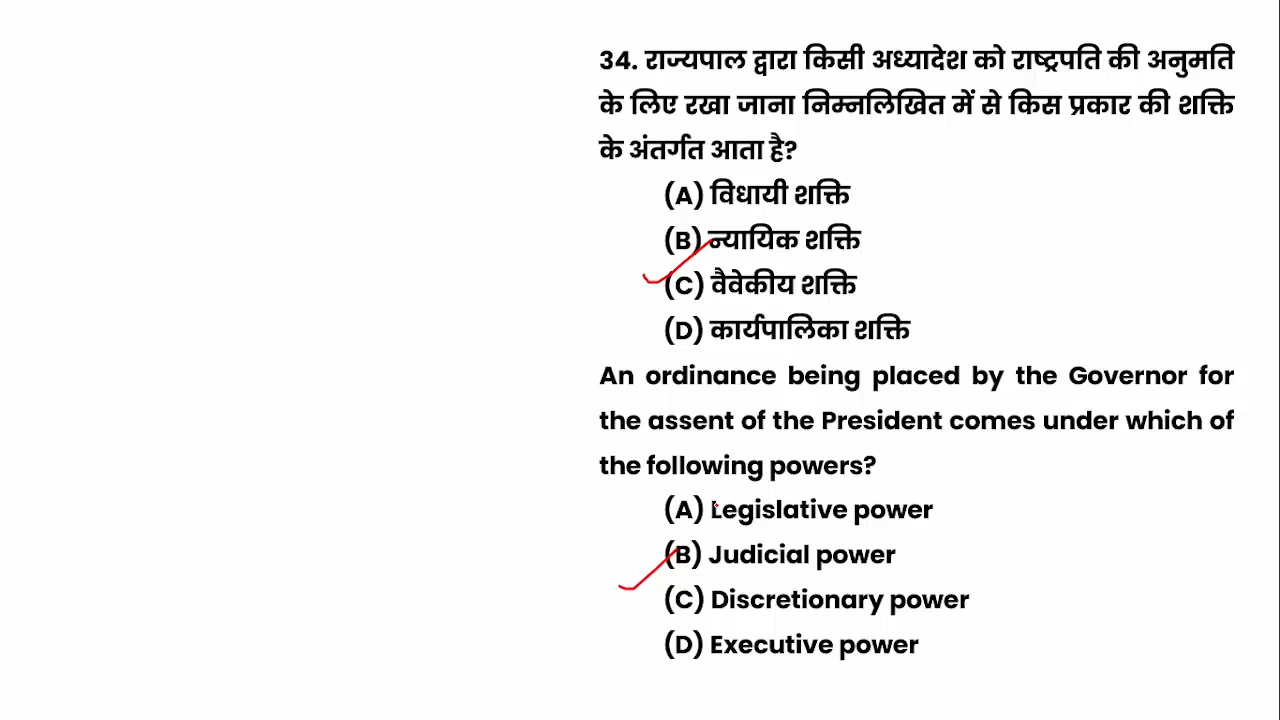 34. राज्यपाल द्वारा किसी अध्यादेश को राष्ट्रपति की अनुमति
के लिए रखा जाना निम्नलिखित में से किस प्रकार की शक्ति
के अंतर्गत आता है?
(A) विधायी शक्ति
(B) न्यायिक शक्ति
(C) वैवेकीय शक्ति
(D) कार्यपालिका शक्ति
An ordinance being placed by the Governor for
the assent of the President comes under which of
the following powers?
(A) Legislative power
(B) Judicial power
(C) Discretionary power
(D) Executive power